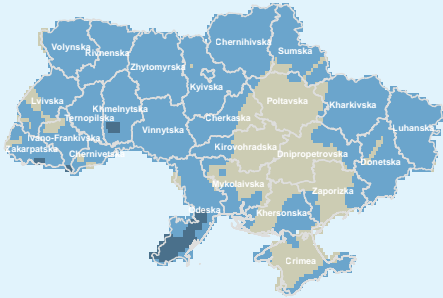 Volynska
Rivnenska
Chernihivska
Sumska
Zhytomyrska
Kyivska
Lvivska
Poltavska
Kharkivska
Khmelnytska
Ternopilska
Cherkaska
Vinnytska
Luhanska
Ivano-Frankivska
Kirovohradska
Zakarpatska
Chernivetska
Dnipropetrovska
Donetska
Mykolaivska
Zaporizka
Odeska
Khersonska
Crimea